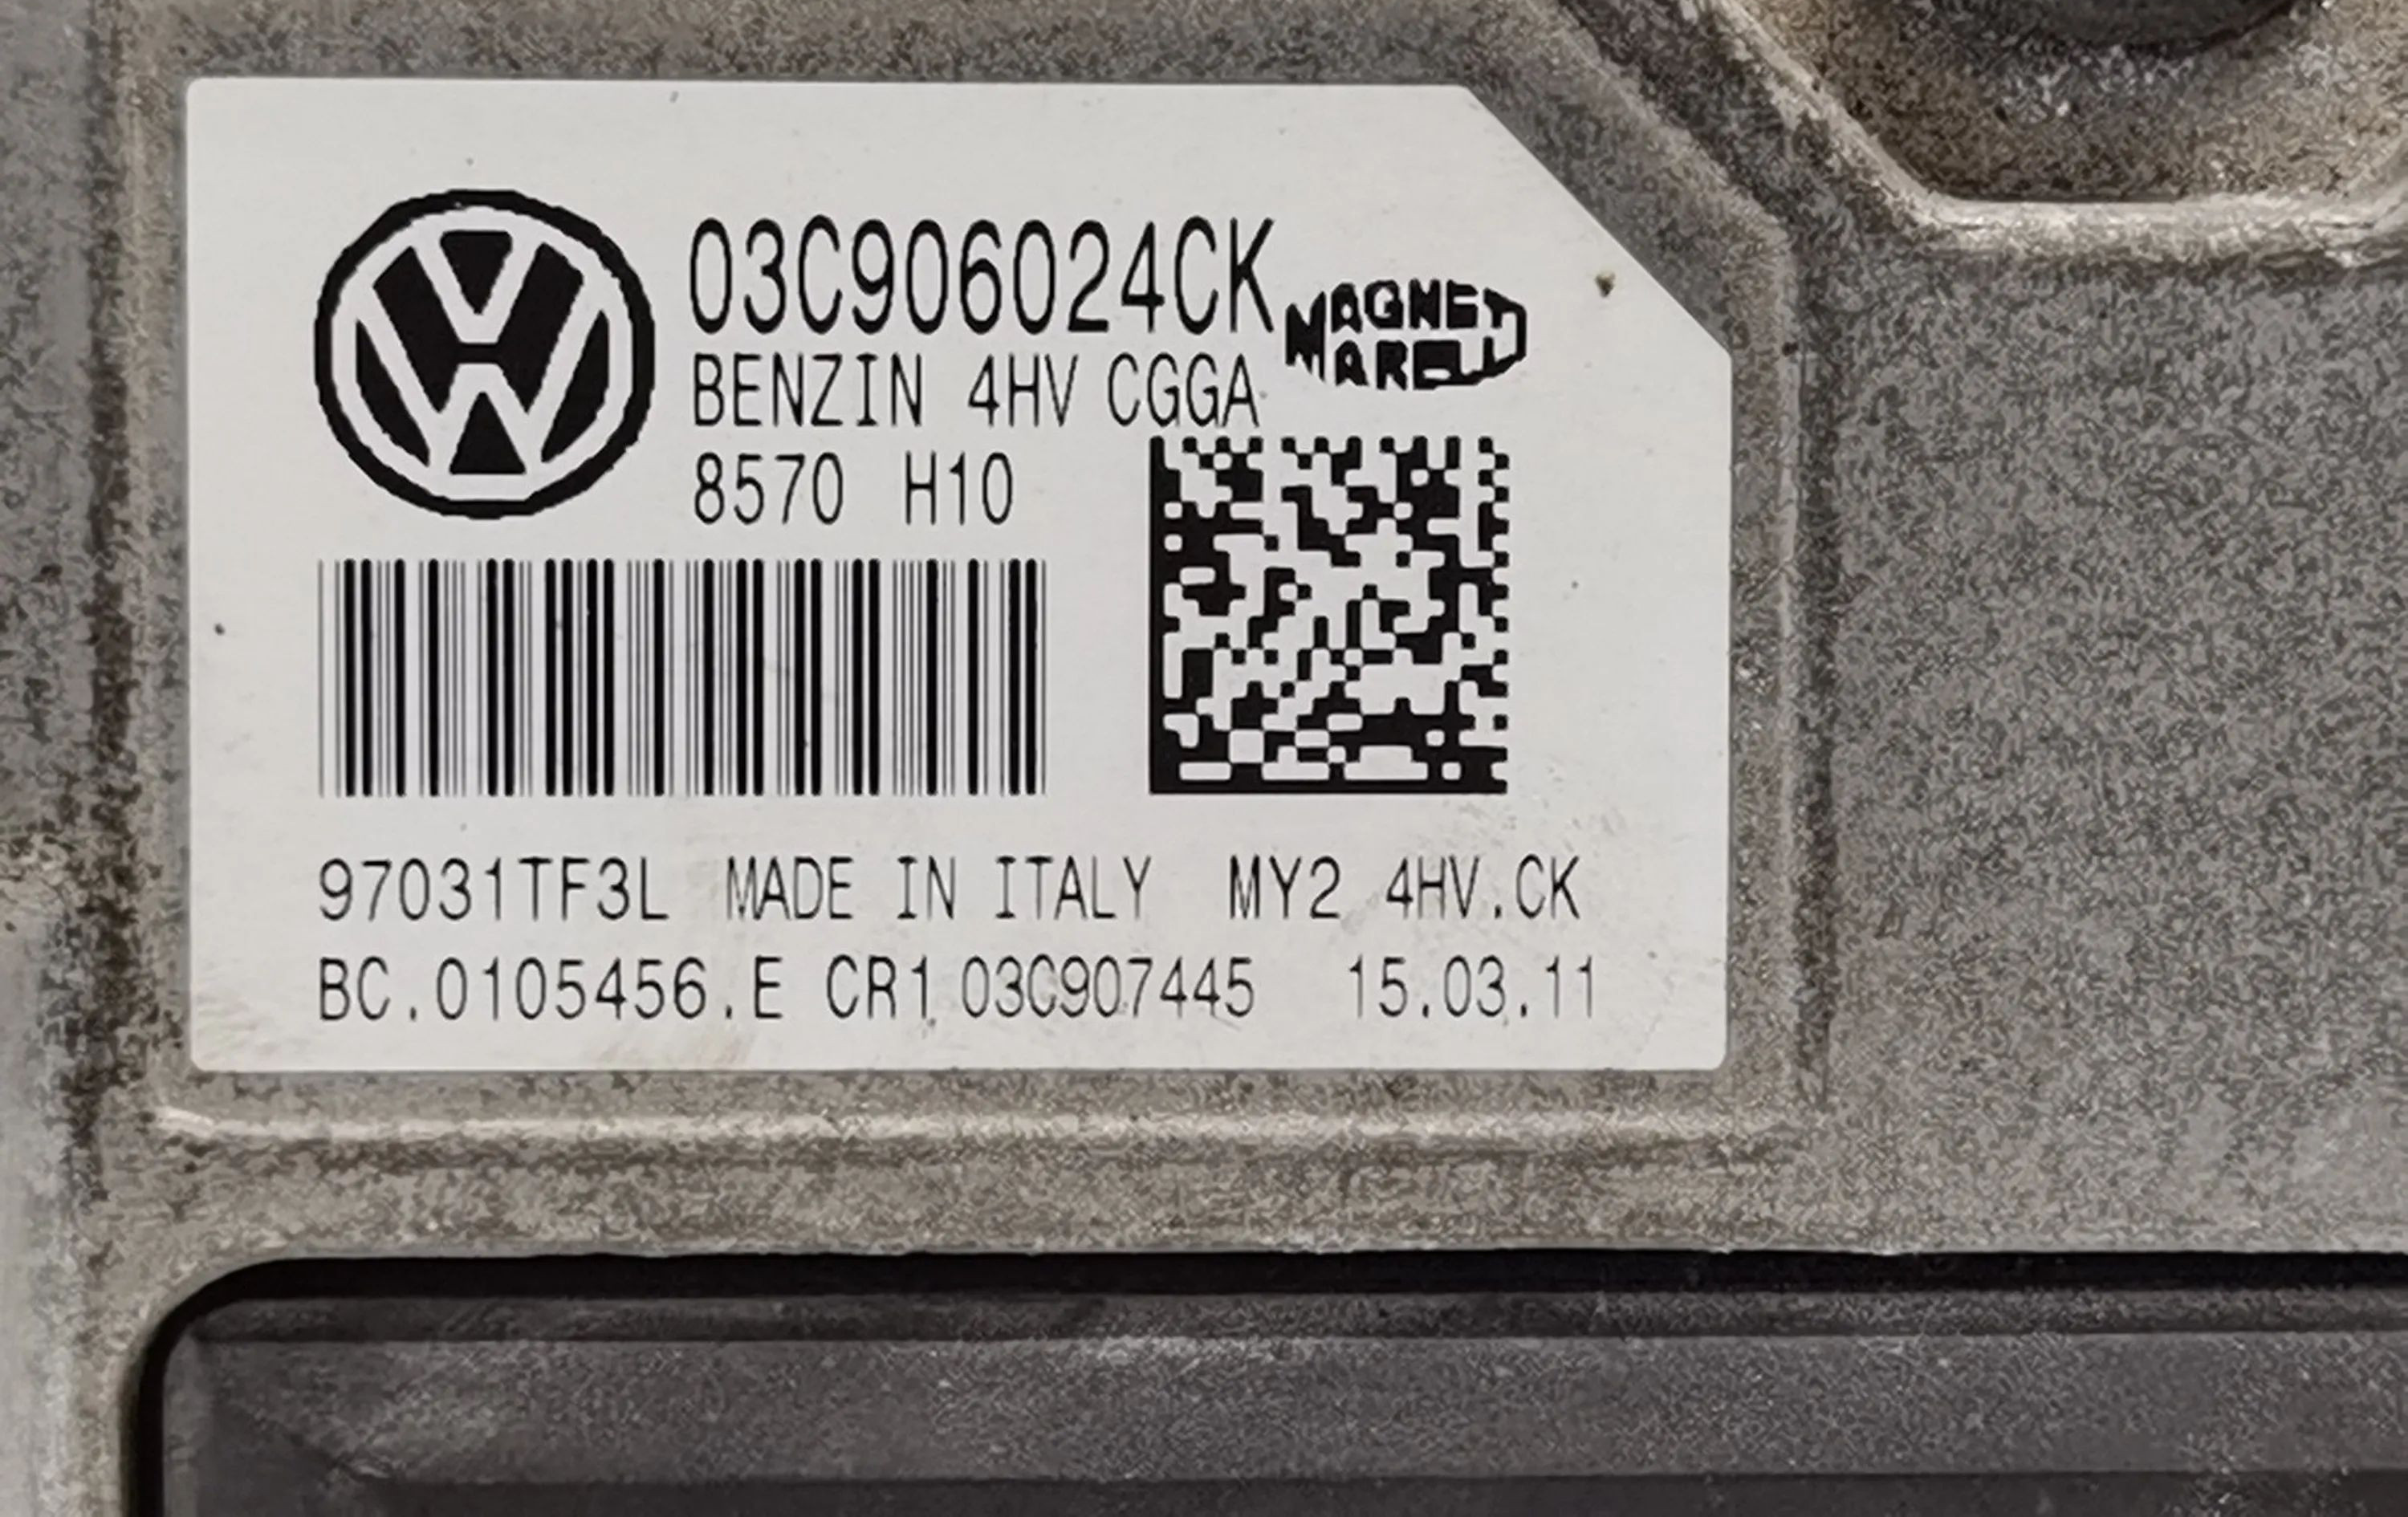 03C906024CK
MAGNETI
MARELLI
BENZIN 4HV CGGA
8570 H10
97031TF3L MADE IN ITALY MY2 4HV.CK
BC.0105456.E CR1 03C907445 15.03.11